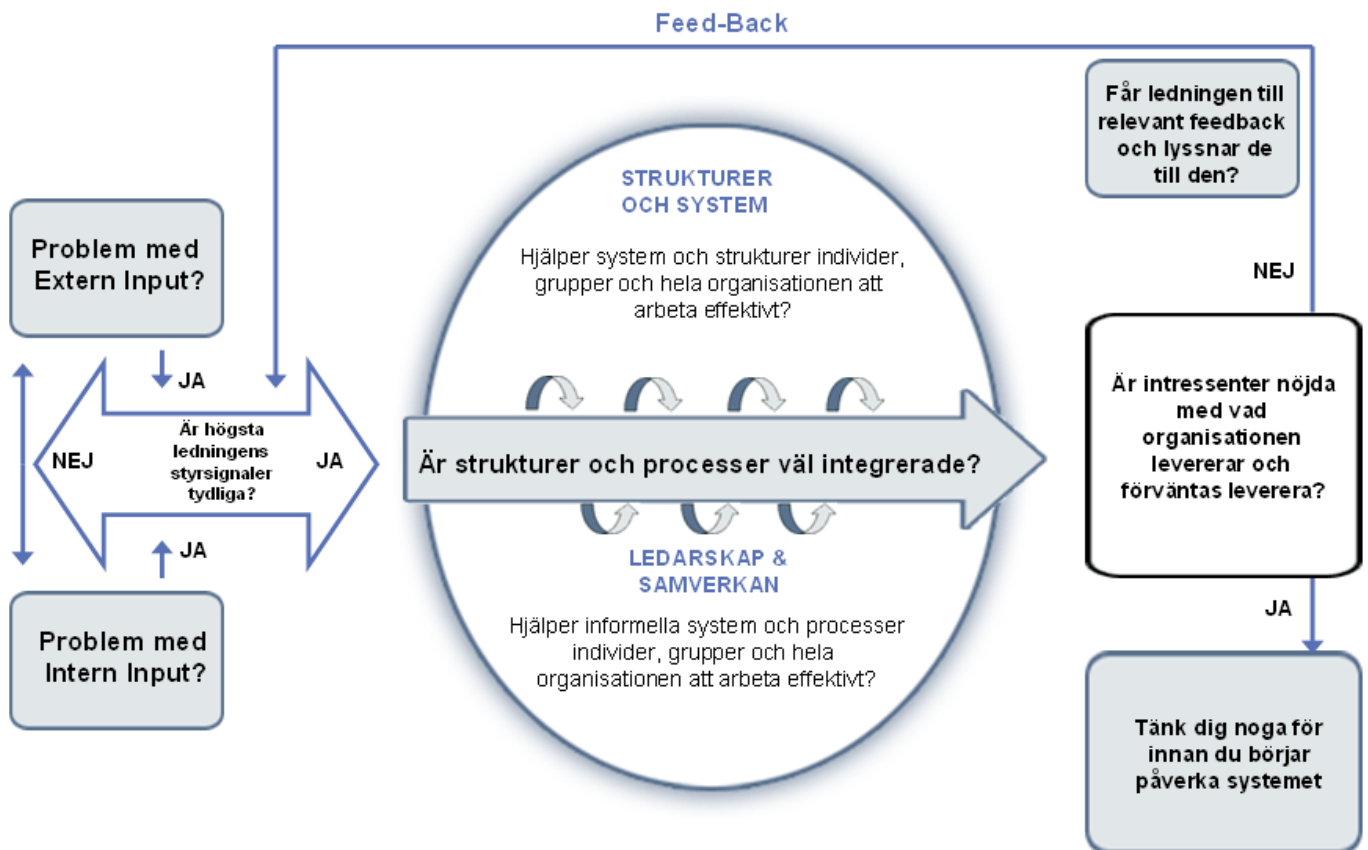 Feed-Back
Får ledningen till
relevant feedback
och lyssnar de
till den?
STRUKTURER
OCH SYSTEM
Hjälper system och strukturer individer,
grupper och hela organisationen att
arbeta effektivt?
Problem med
Extern Input?
JA
NEJ
Är högsta
ledningens
styrsignaler
tydliga?
JA
JA
Problem med
Intern Input?
Är strukturer och processer väl integrerade?
LEDARSKAP &
SAMVERKAN
Hjälper informella system och processer
individer, grupper och hela
organisationen att arbeta effektivt?
NEJ
Är intressenter nöjda
med vad
organisationen
levererar och
förväntas leverera?
JA
Tänk dig noga för
innan du börjar
påverka systemet